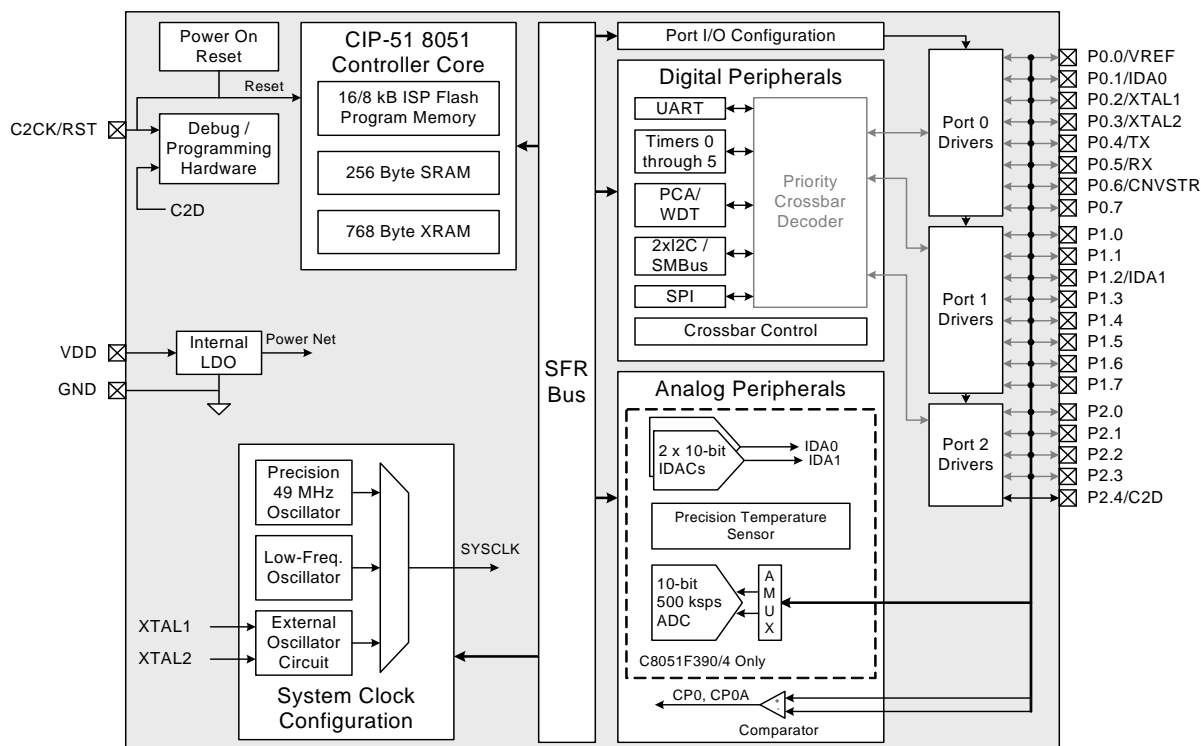 Power On
Reset
Reset
C2CK/RST
Debug /
Programming
Hardware
C2D
CIP-51 8051
Controller Core
16/8 kB ISP Flash
Program Memory
256 Byte SRAM
768 Byte XRAM
VDD
GND
Internal
LDO
Power Net
Precision
49 MHz
Oscillator
Low-Freq.
Oscillator
External
Oscillator
Circuit
XTAL1
XTAL2
SYSCLK
System Clock
Configuration
SFR
Bus
Port I/O Configuration
Digital Peripherals
UART
Timers 0
through 5
PCA/
WDT
2xI2C /
SMBus
SPI
Priority
Crossbar
Decoder
Crossbar Control
Analog Peripherals
2 x 10-bit
IDACs
IDA0
IDA1
Precision Temperature
Sensor
10-bit
500 ksps
ADC
A
M
U
X
C8051F390/4 Only
CP0, CP0A
+
-
Comparator
Port 0
Drivers
Port 1
Drivers
Port 2
Drivers
P0.0/VREF
P0.1/IDA0
P0.2/XTAL1
P0.3/XTAL2
P0.4/TX
P0.5/RX
P0.6/CNVSTR
P0.7
P1.0
P1.1
P1.2/IDA1
P1.3
P1.4
P1.5
P1.6
P1.7
P2.0
P2.1
P2.2
P2.3
P2.4/C2D